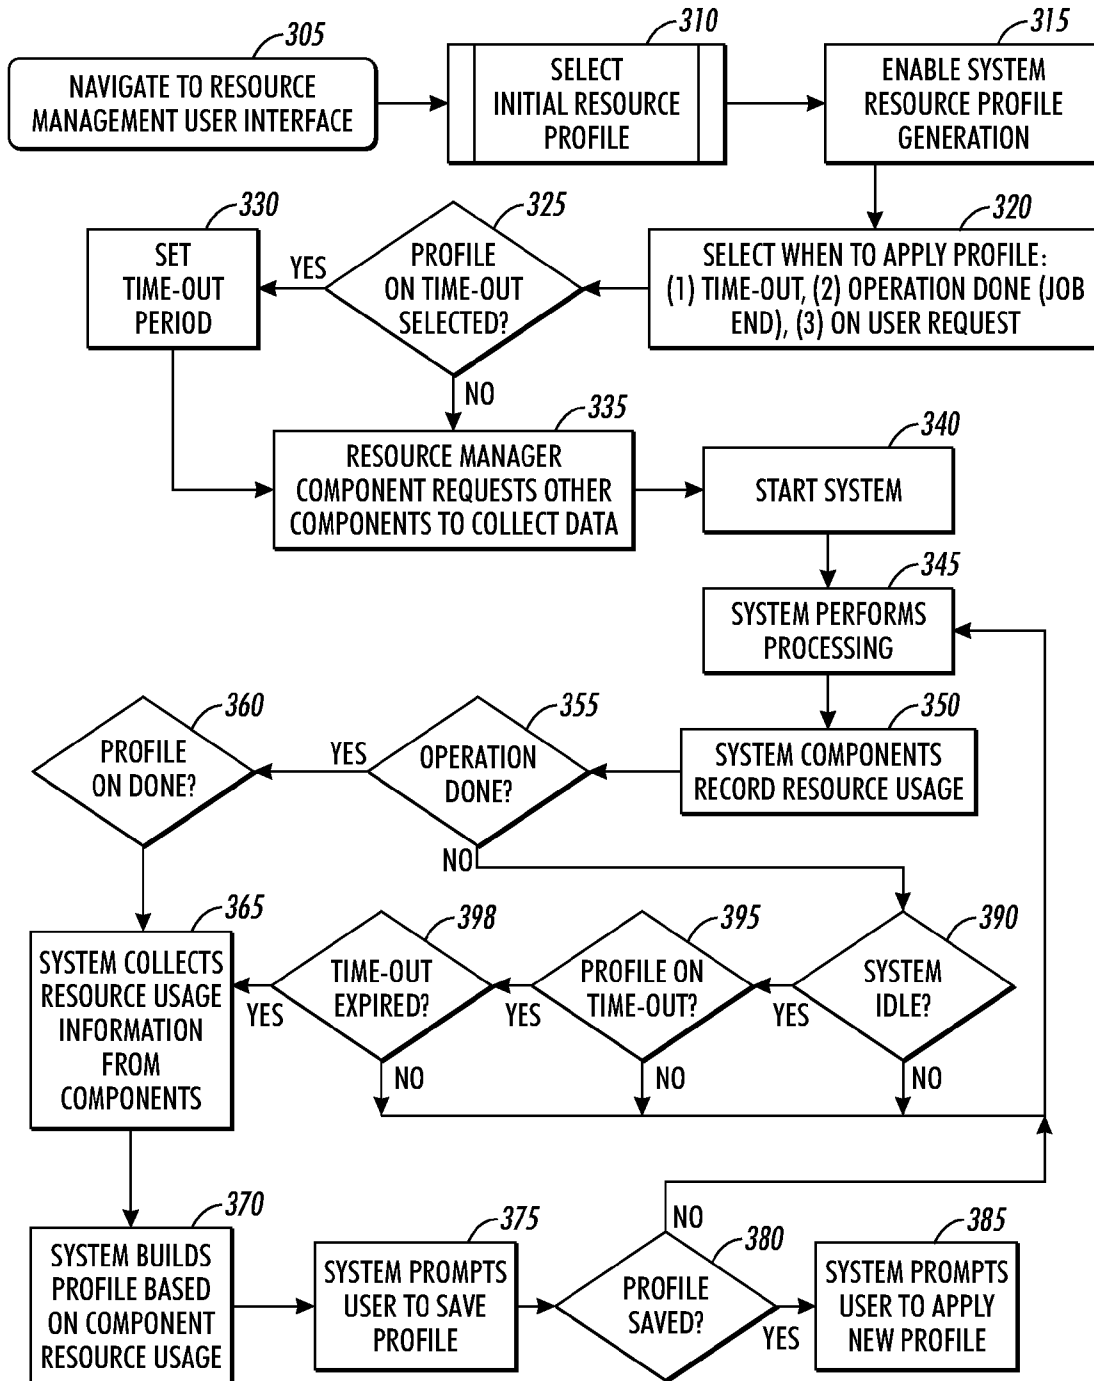 305
NAVIGATE TO RESOURCE
MANAGEMENT USER INTERFACE
310
SELECT
INITIAL RESOURCE
PROFILE
315
ENABLE SYSTEM
RESOURCE PROFILE
GENERATION
330
SET
TIME-OUT
PERIOD
YES
325
PROFILE
ON TIME-OUT
SELECTED?
NO
320
SELECT WHEN TO APPLY PROFILE:
(1) TIME-OUT, (2) OPERATION DONE (JOB
END), (3) ON USER REQUEST
335
RESOURCE MANAGER
COMPONENT REQUESTS OTHER
COMPONENTS TO COLLECT DATA
340
START SYSTEM
345
SYSTEM PERFORMS
PROCESSING
360
PROFILE
ON DONE?
YES
355
OPERATION
DONE?
NO
350
SYSTEM COMPONENTS
RECORD RESOURCE USAGE
365
SYSTEM COLLECTS
RESOURCE USAGE
INFORMATION
FROM
COMPONENTS
YES
398
TIME-OUT
EXPIRED?
NO
YES
395
PROFILE ON
TIME-OUT?
NO
YES
390
SYSTEM
IDLE?
NO
370
SYSTEM BUILDS
PROFILE BASED
ON COMPONENT
RESOURCE USAGE
375
SYSTEM PROMPTS
USER TO SAVE
PROFILE
NO
380
PROFILE
SAVED?
YES
385
SYSTEM PROMPTS
USER TO APPLY
NEW PROFILE